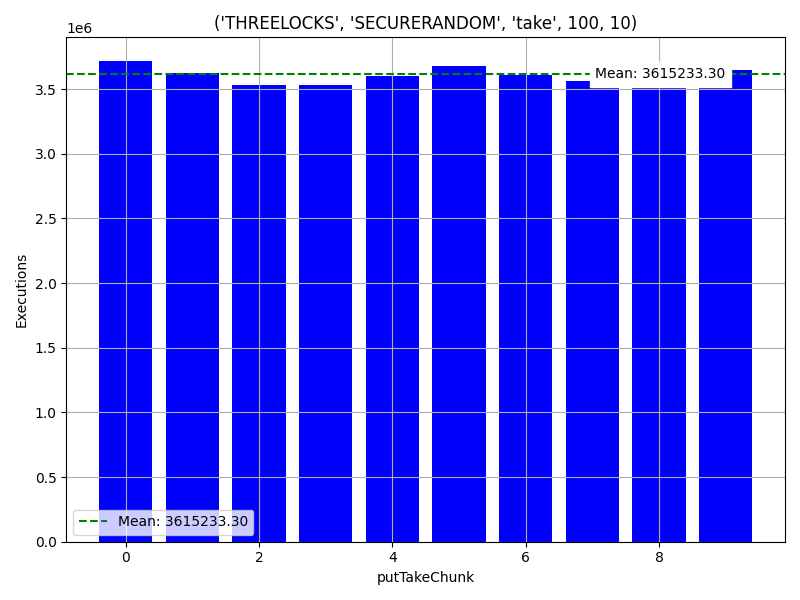 ('THREELOCKS', 'SECURERANDOM', 'take', 100, 10)
1e6
Mean: 3615233.30
3.5
3.0
2.5
2.0
1.5
1.0
0.5
0.0
Executions
Mean: 3615233.30
0
2
4
6
8
putTakeChunk